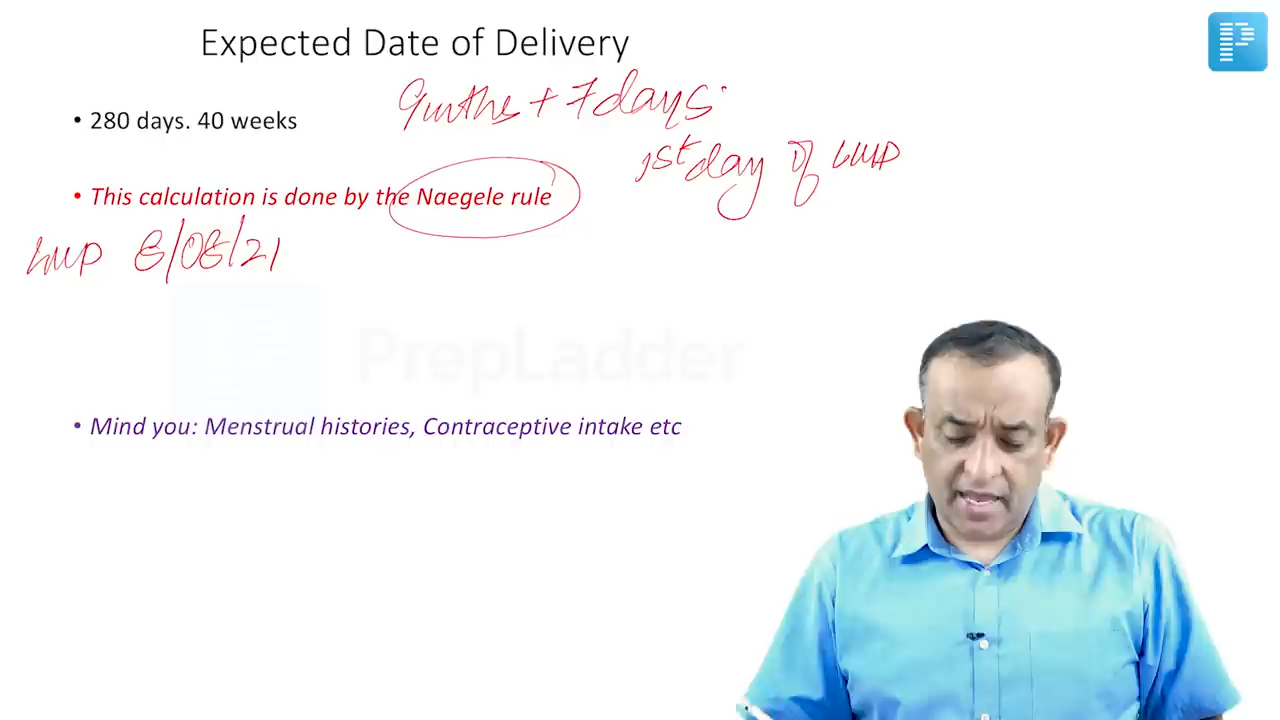 Expected Date of Delivery
9mths + 7days.
• 280 days. 40 weeks
1st day of LMP
• This calculation is done by the Naegele rule
LMP 8/08/21
PrepLadder
• Mind you: Menstrual histories, Contraceptive intake etc